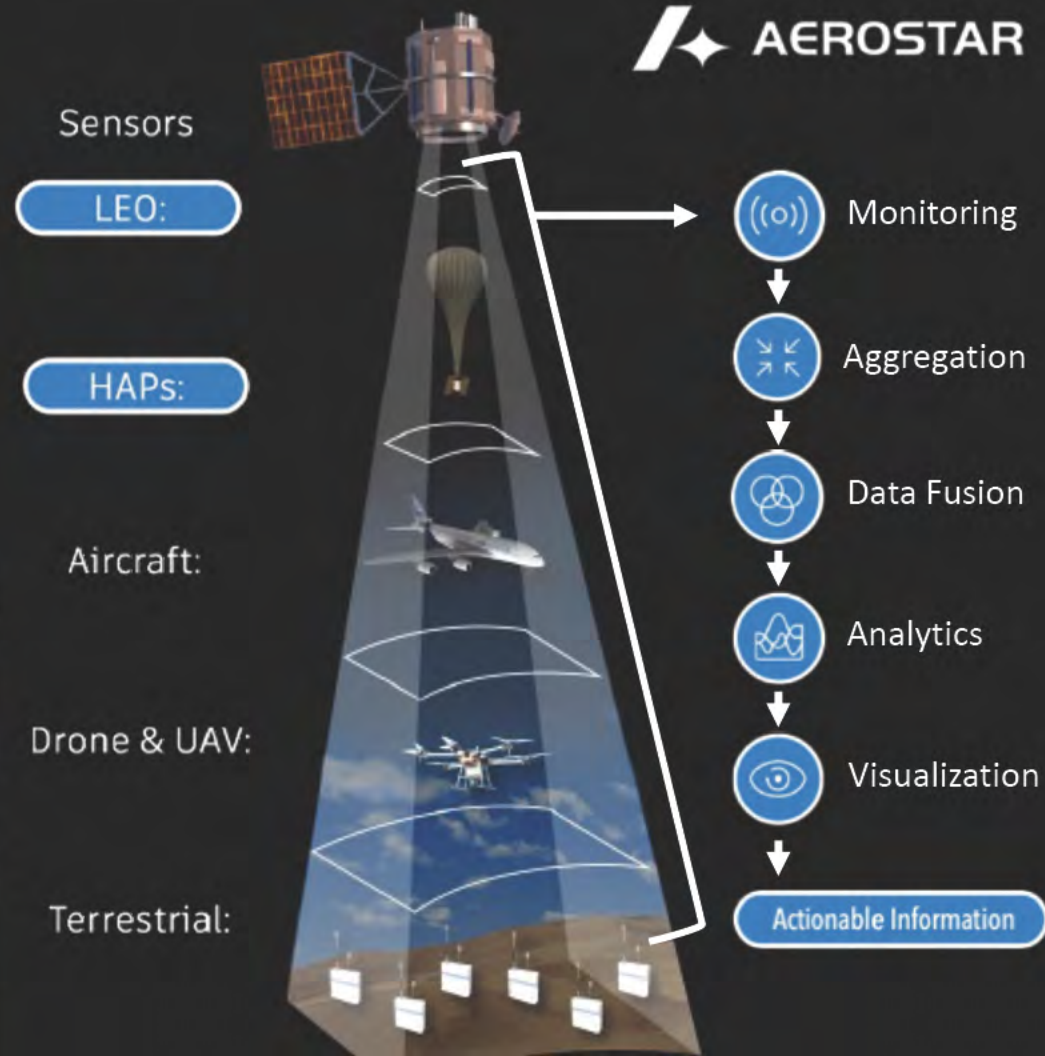 AEROSTAR
Sensors
LEO:
HAPs:
Aircraft:
Drone & UAV:
Terrestrial:
Monitoring
Aggregation
Data Fusion
Analytics
Visualization
Actionable Information